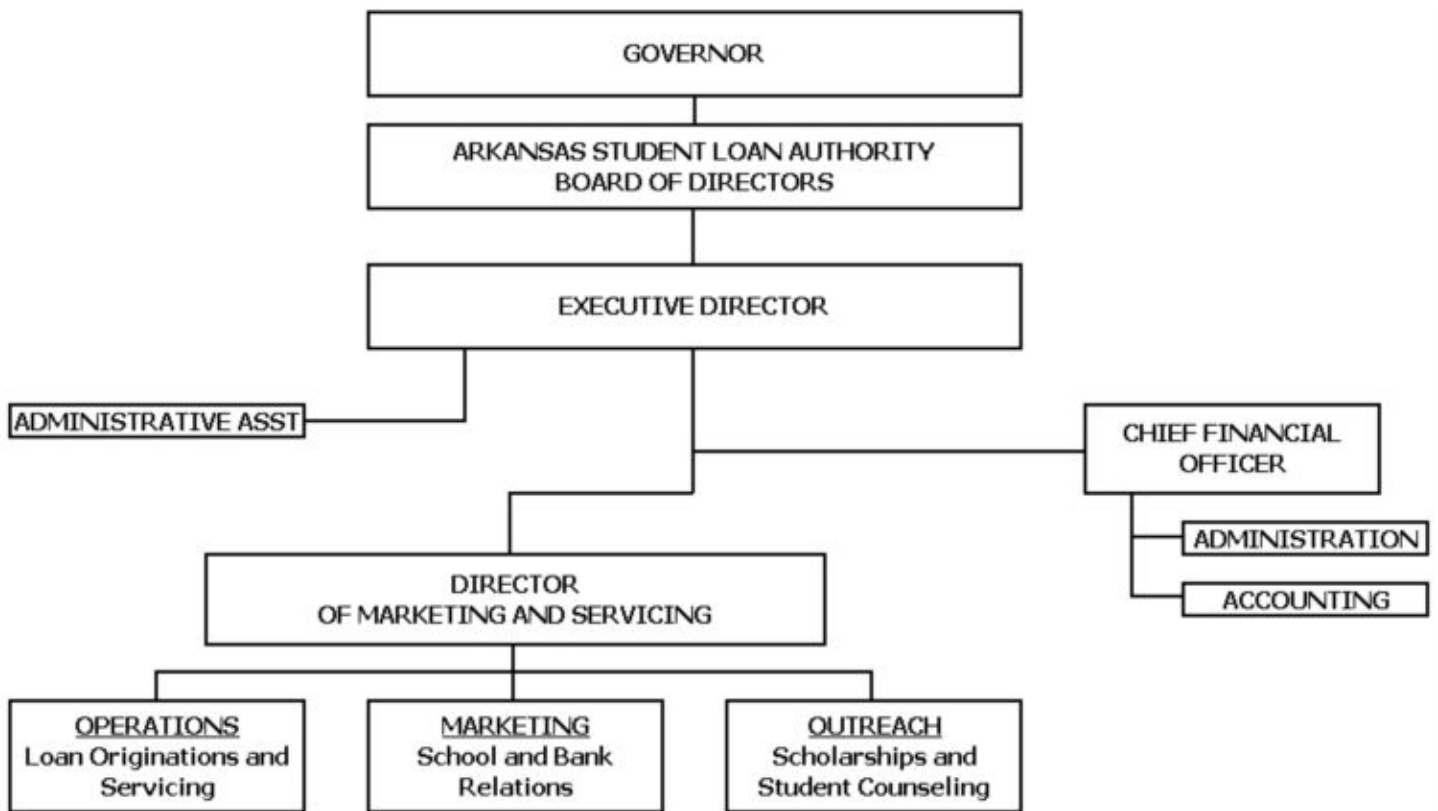 GOVERNOR
ARKANSAS STUDENT LOAN AUTHORITY
BOARD OF DIRECTORS
EXECUTIVE DIRECTOR
ADMINISTRATIVE ASST
CHIEF FINANCIAL
OFFICER
ADMINISTRATION
ACCOUNTING
DIRECTOR
OF MARKETING AND SERVICING
OPERATIONS
Loan Originations and
Servicing
MARKETING
School and Bank
Relations
OUTREACH
Scholarships and
Student Counseling